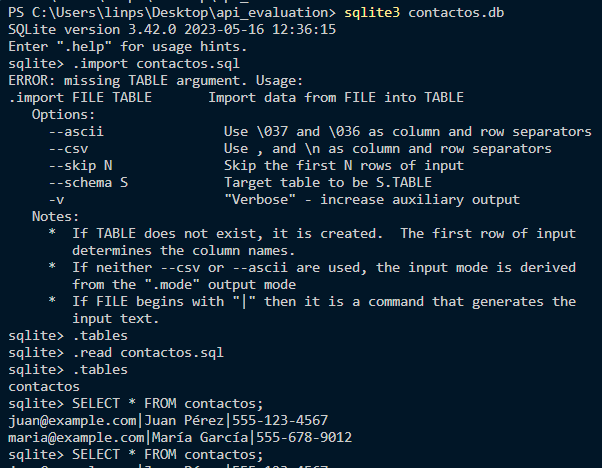 PS C:\Users\linps\Desktop\api_evaluation> sqlite3 contactos.db
SQLite version 3.42.0 2023-05-16 12:36:15
Enter ".help" for usage hints.
sqlite> .import contactos.sql
ERROR: missing TABLE argument. Usage:
.import FILE TABLE       Import data from FILE into TABLE
   Options:
     --ascii               Use \037 and \036 as column and row separators
     --csv                 Use , and \n as column and row separators
     --skip N              Skip the first N rows of input
     --schema S            Target table to be S.TABLE
     -v                    "Verbose" - increase auxiliary output
   Notes:
     *  If TABLE does not exist, it is created.  The first row of input
        determines the column names.
     *  If neither --csv or --ascii are used, the input mode is derived
        from the ".mode" output mode
     *  If FILE begins with "|" then it is a command that generates the
        input text.
sqlite> .tables
sqlite> .read contactos.sql
sqlite> .tables
contactos
sqlite> SELECT * FROM contactos;
juan@example.com|Juan Pérez|555-123-4567
maria@example.com|María García|555-678-9012
sqlite> SELECT * FROM contactos;